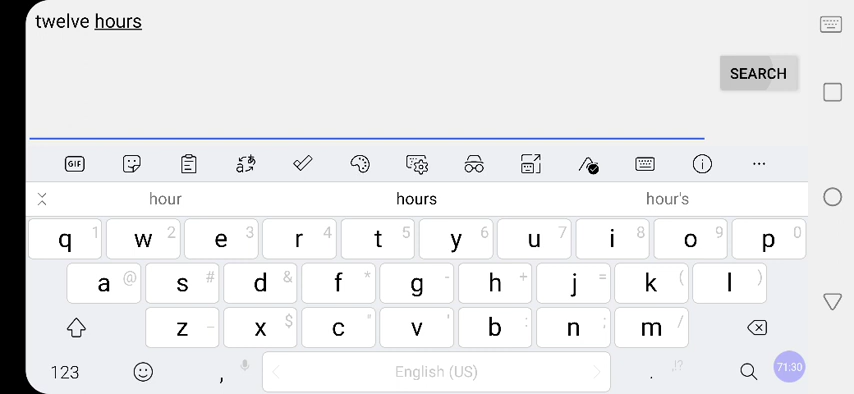 twelve hours
SEARCH
GIF
hour hours hour's
q 1 w 2 e 3 r 4 t 5 y 6 u 7 i 8 o 9 p 0
a @ s # d & f * g - h + j = k ( l )
z _ x $ c " v ' b : n ; m /
123 , English (US) . .!?
71:30